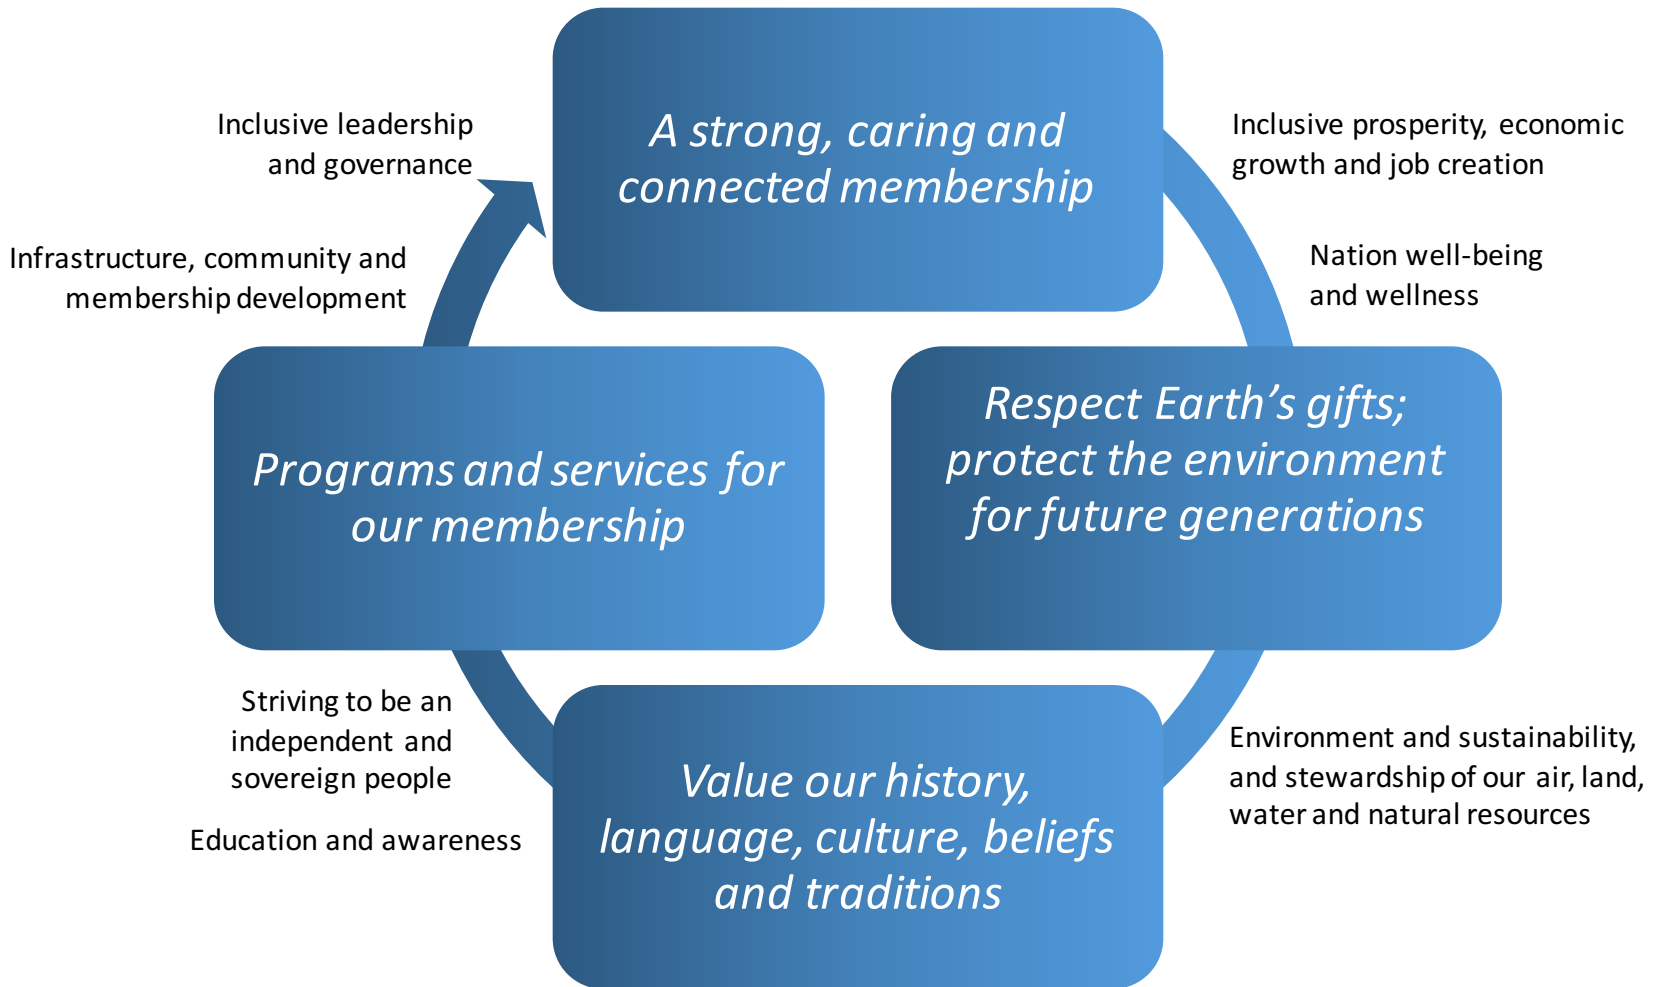 A strong, caring and
connected membership
Inclusive prosperity, economic
growth and job creation
Nation well-being
and wellness
Respect Earth’s gifts;
protect the environment
for future generations
Environment and sustainability,
and stewardship of our air, land,
water and natural resources
Value our history,
language, culture, beliefs
and traditions
Education and awareness
Striving to be an
independent and
sovereign people
Programs and services for
our membership
Infrastructure, community and
membership development
Inclusive leadership
and governance